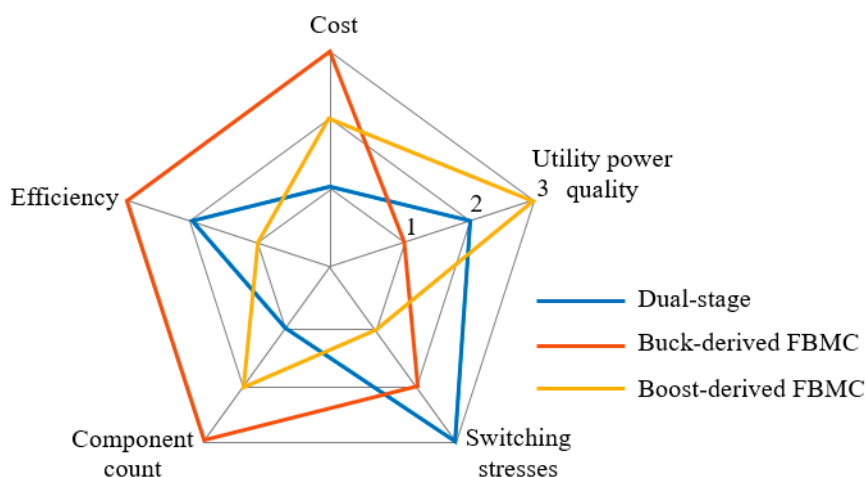 Cost
Utility power
3 quality
Efficiency
2
1
Dual-stage
Buck-derived FBMC
Boost-derived FBMC
Component
count
Switching
stresses